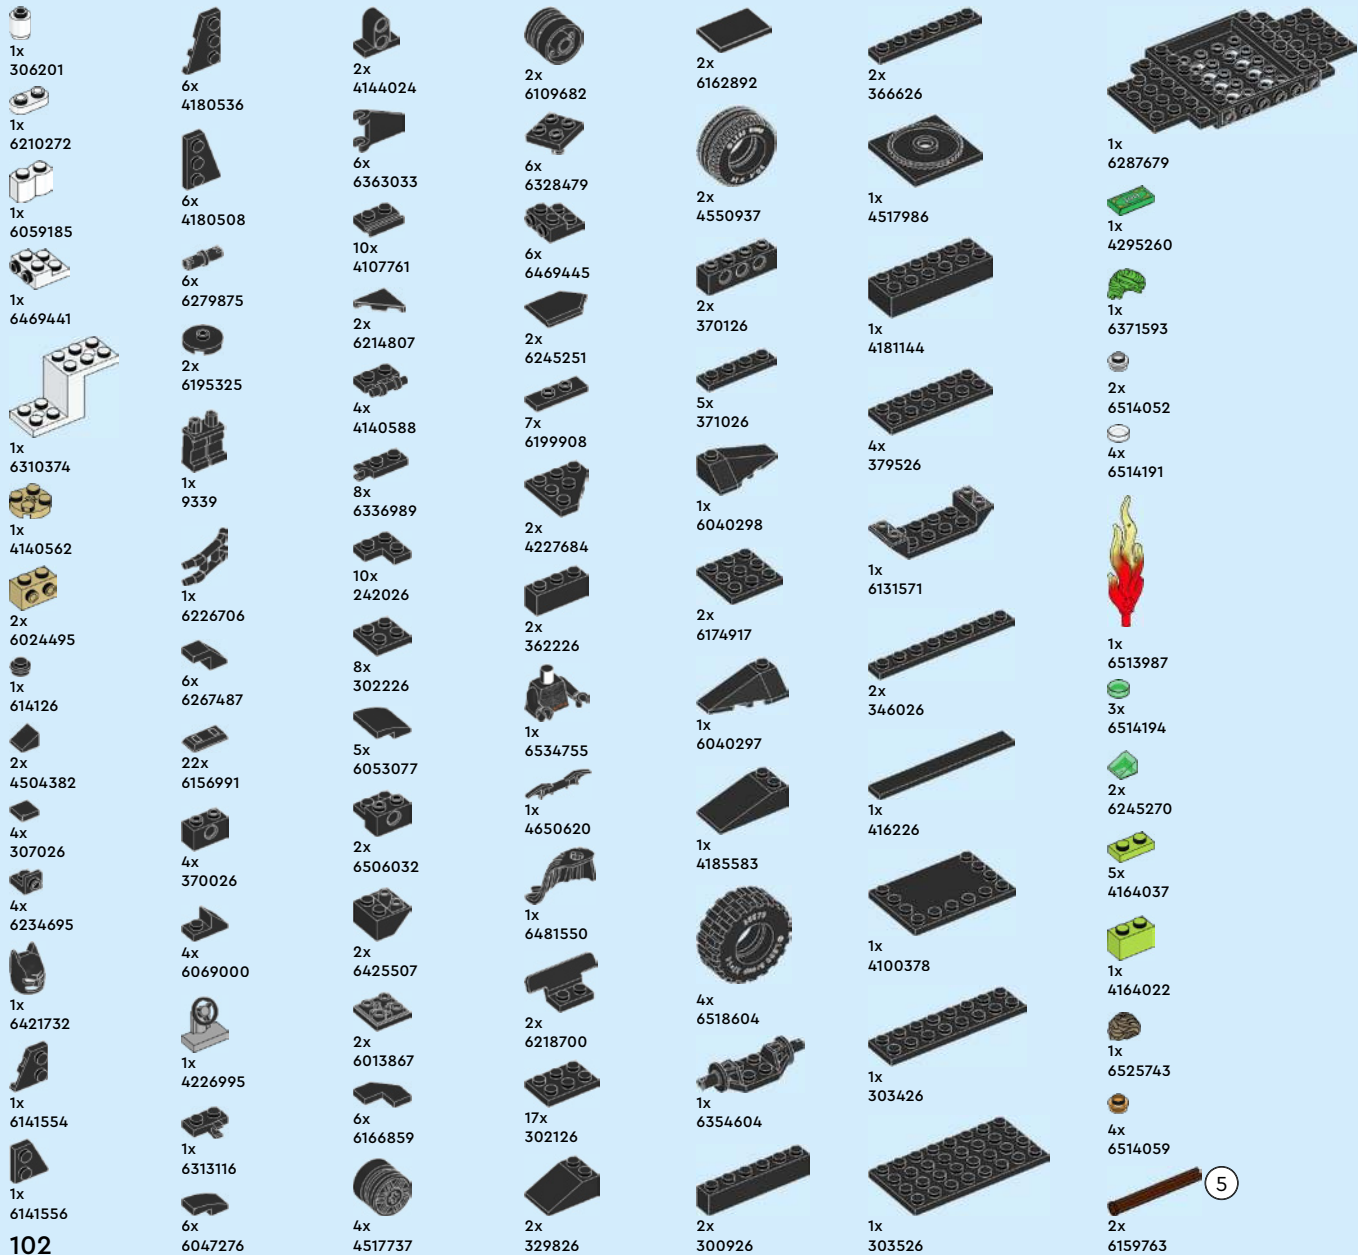 1x
306201
1x
6210272
1x
6059185
1x
6469441
1x
6310374
1x
4140562
2x
6024495
1x
614126
2x
4504382
4x
307026
4x
6234695
1x
6421732
1x
6141554
1x
6141556
102
6x
4180536
6x
4180508
6x
6279875
2x
6195325
1x
9339
1x
6226706
6x
6267487
22x
6156991
4x
370026
4x
6069000
1x
4226995
1x
6313116
6x
6047276
2x
4144024
6x
6363033
10x
4107761
2x
6214807
4x
4140588
8x
6336989
10x
242026
8x
302226
5x
6053077
2x
6506032
2x
6425507
2x
6013867
6x
6166859
4x
4517737
2x
6109682
6x
6328479
6x
6469445
2x
6245251
7x
6199908
2x
4227684
2x
362226
1x
6534755
1x
4650620
1x
6481550
2x
6218700
17x
302126
2x
329826
2x
6162892
2x
4550937
2x
370126
5x
371026
1x
6040298
2x
6174917
1x
6040297
1x
4185583
4x
6518604
1x
6354604
2x
300926
2x
366626
1x
4517986
1x
4181144
4x
379526
1x
6131571
2x
346026
1x
416226
1x
4100378
1x
303426
1x
303526
1x
6287679
1x
4295260
1x
6371593
2x
6514052
4x
6514191
1x
6513987
3x
6514194
2x
6245270
5x
4164037
1x
4164022
1x
6525743
4x
6514059
5
2x
6159763